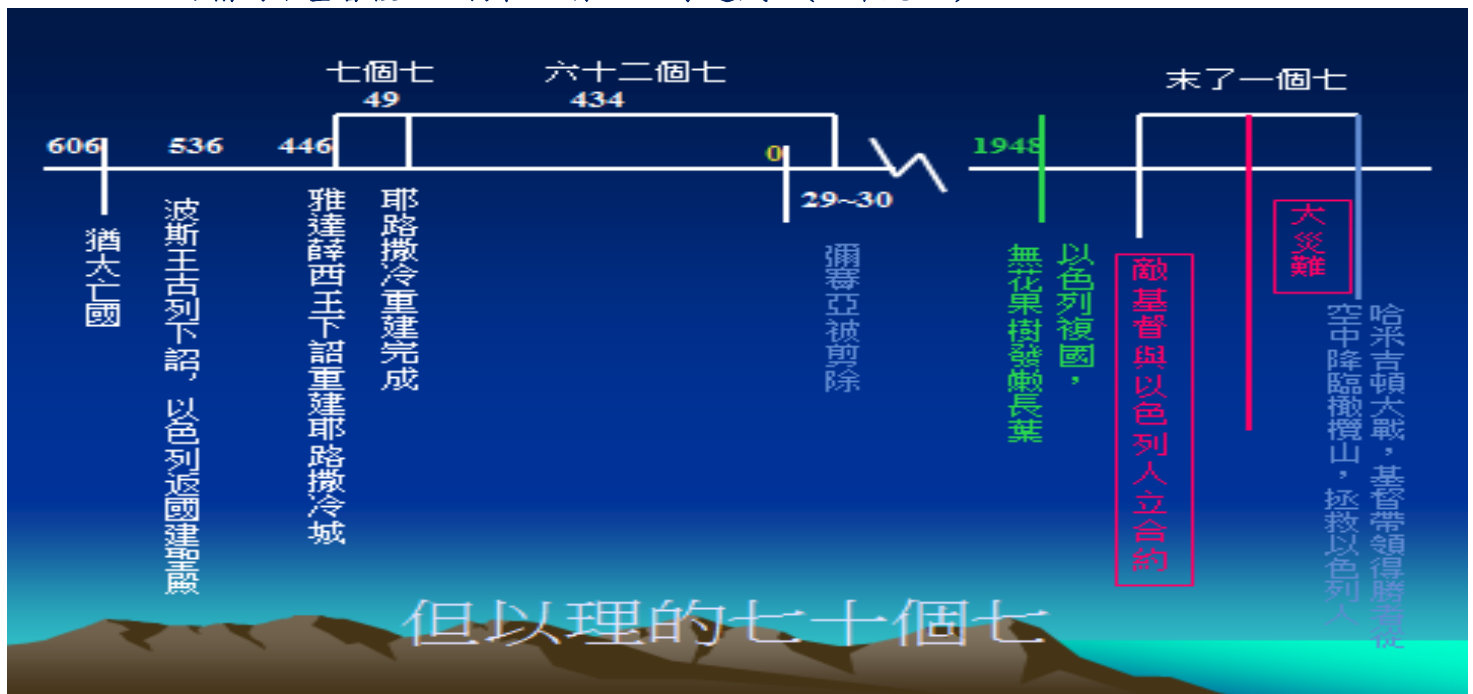 七個七
49
六十二個七
434
末了一個七
606
536
446
0
29~30
1948
猶大亡國
波斯王古列下詔，以色列返國建聖殿
雅達薛西王下詔重建耶路撒冷城
耶路撒冷重建完成
彌賽亞被剪除
以色列複國，
無花果樹發嫩長葉
敵基督與以色列人立合約
大災難
哈米吉頓大戰，基督帶領得勝者從
空中降臨橄欖山，拯救以色列人
但以理的七十個七